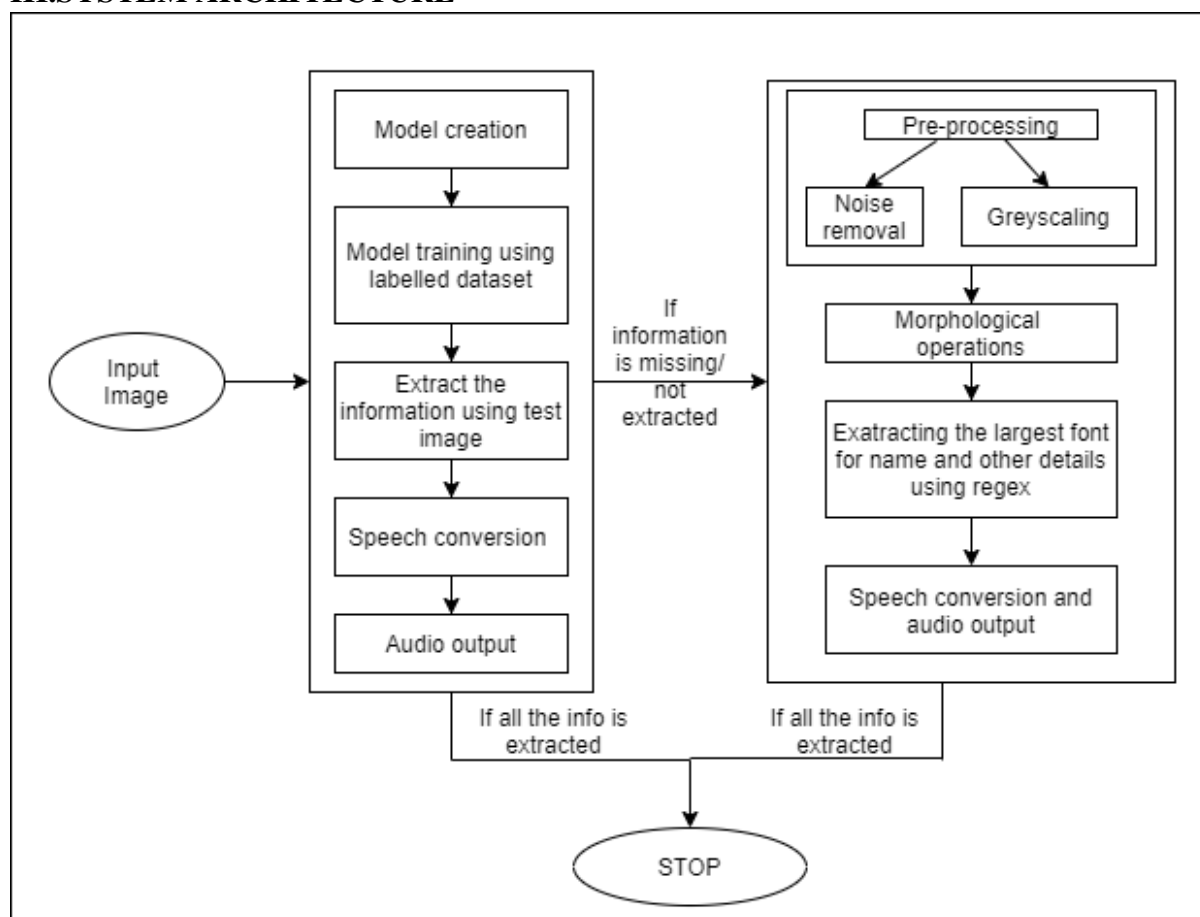 III.SYSTEM ARCHITECTURE
Input
Image
Model creation
Model training using
labelled dataset
Extract the
information using test
image
Speech conversion
Audio output
If
information
is missing/
not
extracted
Pre-processing
Noise
removal
Greyscaling
Morphological
operations
Exatracting the largest font
for name and other details
using regex
Speech conversion and
audio output
If all the info is
extracted
If all the info is
extracted
STOP